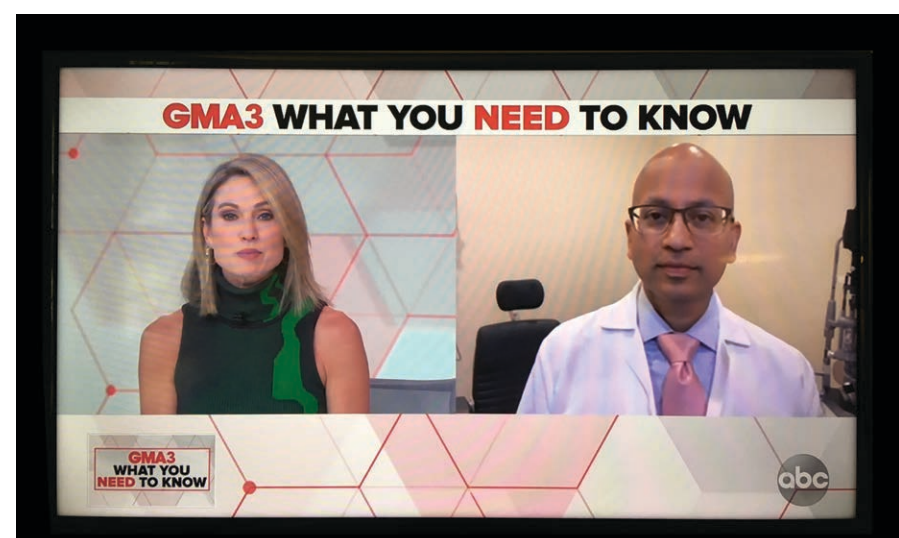 GMA3 WHAT YOU NEED TO KNOW
GMA3
WHAT YOU
NEED TO KNOW
abc